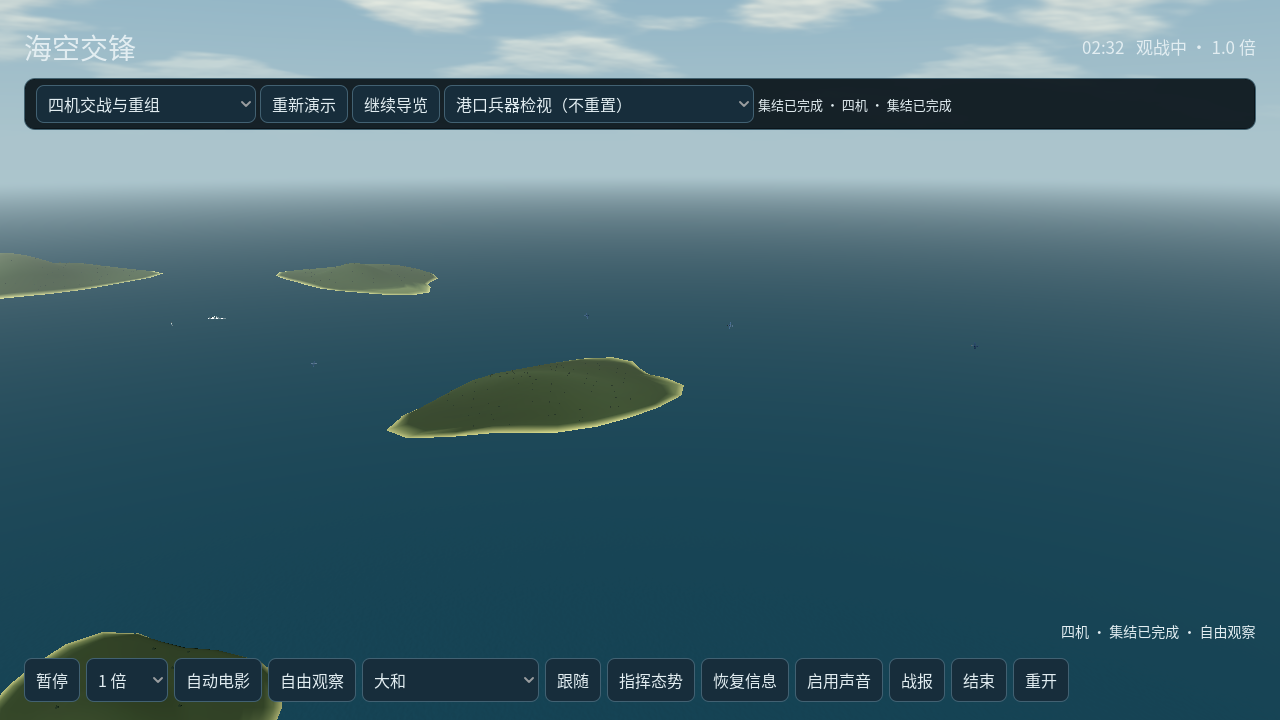 海空交锋
02:32 观战中 · 1.0 倍
四机交战与重组 重新演示 继续导览 港口兵器检视（不重置） 集结已完成 · 四机 · 集结已完成
四机 · 集结已完成 · 自由观察
暂停 1 倍 自动电影 自由观察 大和 跟随 指挥态势 恢复信息 启用声音 战报 结束 重开